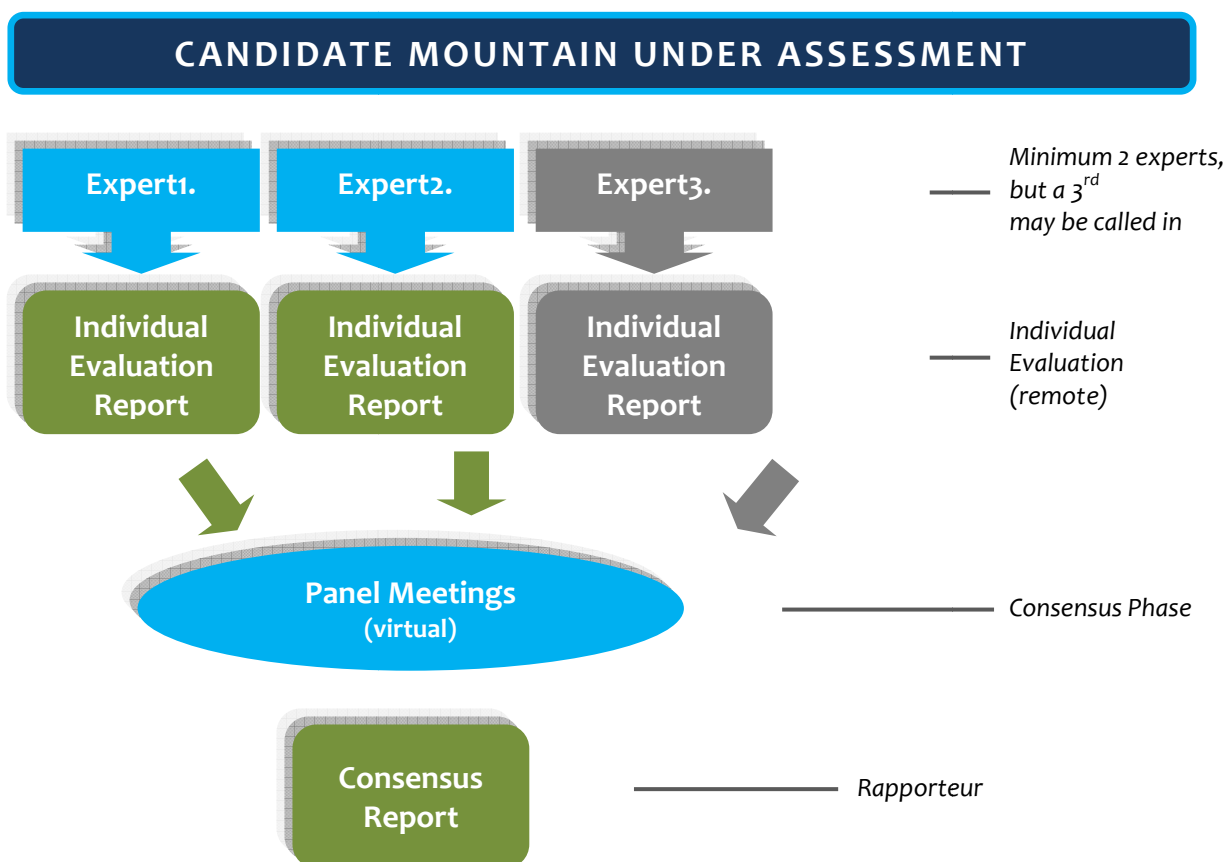 CANDIDATE MOUNTAIN UNDER ASSESSMENT
Expert1.
Expert2.
Expert3.
Minimum 2 experts,
but a 3rd
may be called in
Individual
Evaluation
Report
Individual
Evaluation
Report
Individual
Evaluation
Report
Individual
Evaluation
(remote)
Panel Meetings
(virtual)
Consensus Phase
Consensus
Report
Rapporteur